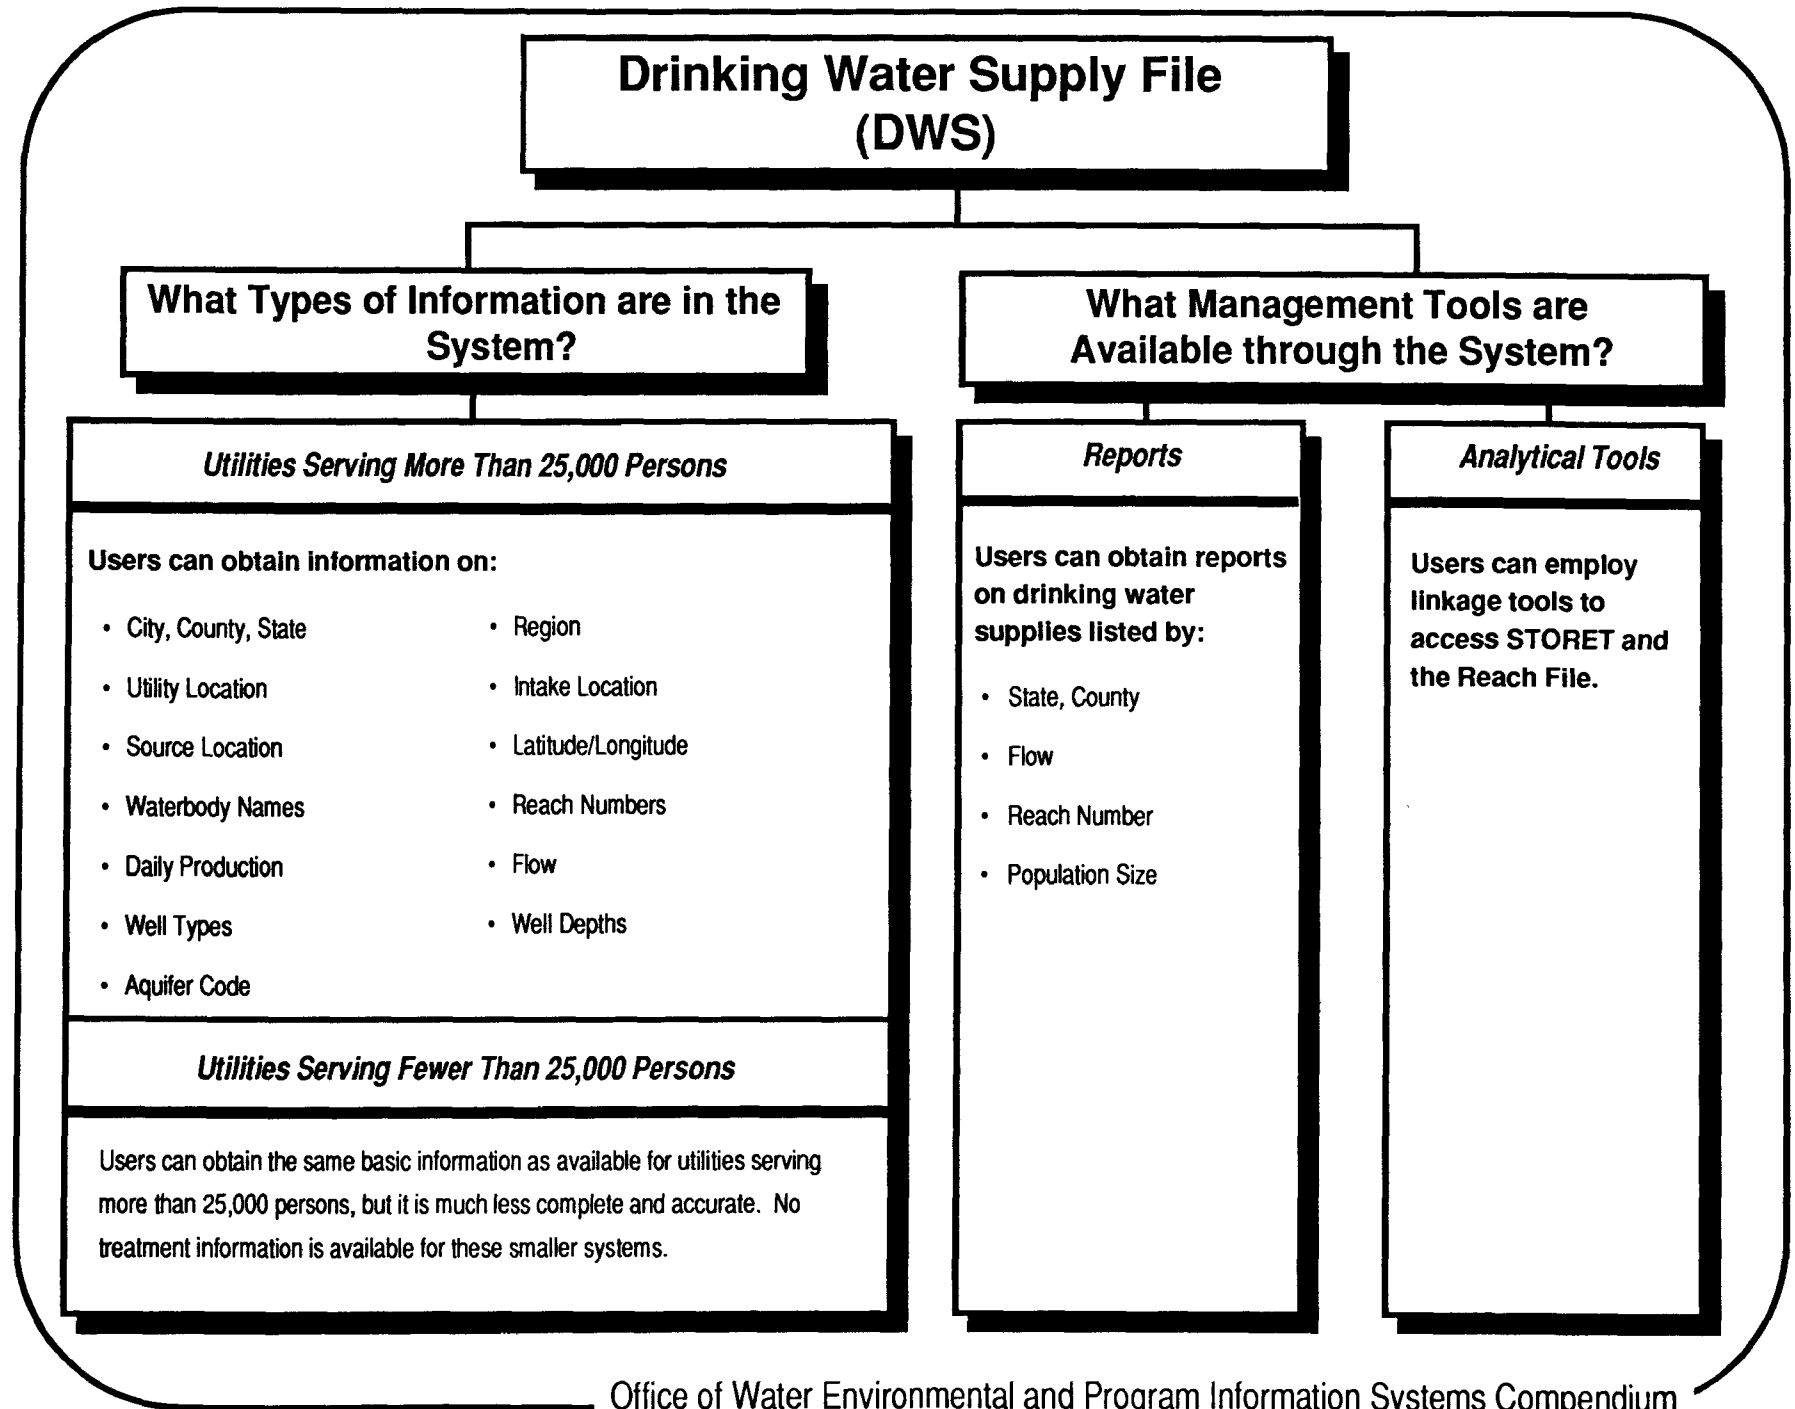 Drinking Water Supply File
(DWS)
What Types of Information are in the
System?
What Management Tools are
Available through the System?
Utilities Serving More Than 25,000 Persons
Users can obtain information on:
• City, County, State
• Region
• Utility Location
• Intake Location
• Source Location
• Latitude/Longitude
• Waterbody Names
• Reach Numbers
• Daily Production
• Flow
• Well Types
• Well Depths
• Aquifer Code
Utilities Serving Fewer Than 25,000 Persons
Users can obtain the same basic information as available for utilities serving
more than 25,000 persons, but it is much less complete and accurate. No
treatment information is available for these smaller systems.
Reports
Users can obtain reports
on drinking water
supplies listed by:
• State, County
• Flow
• Reach Number
• Population Size
Analytical Tools
Users can employ
linkage tools to
access STORET and
the Reach File.
Office of Water Environmental and Program Information Systems Compendium